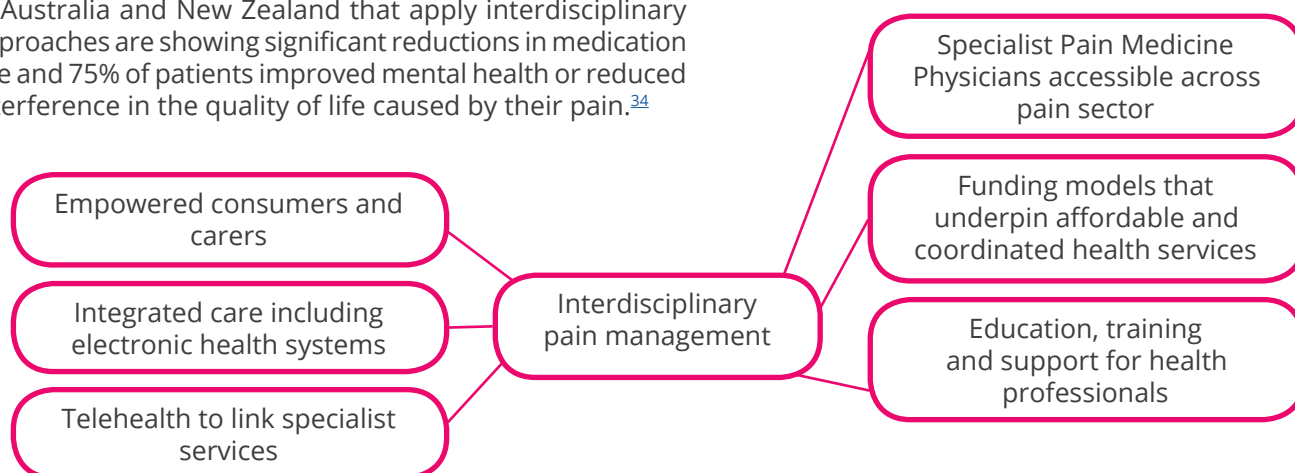 Australia and New Zealand that apply interdisciplinary
proaches are showing significant reductions in medication
e and 75% of patients improved mental health or reduced
terference in the quality of life caused by their pain.34
Empowered consumers and
carers
Integrated care including
electronic health systems
Telehealth to link specialist
services
Interdisciplinary
pain management
Specialist Pain Medicine
Physicians accessible across
pain sector
Funding models that
underpin affordable and
coordinated health services
Education, training
and support for health
professionals